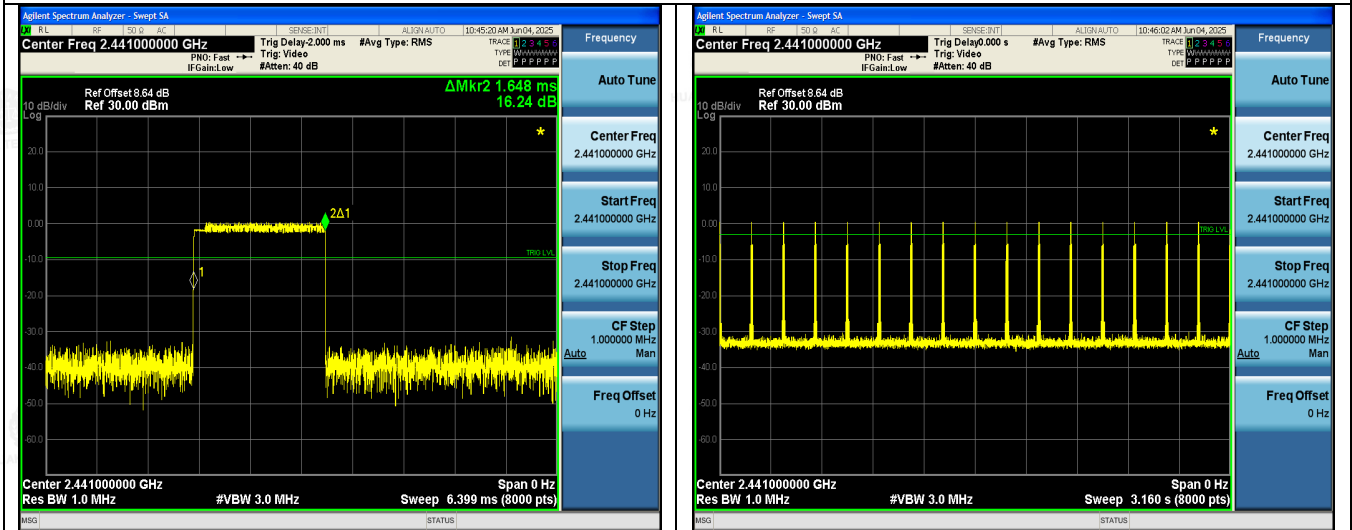 Agilent Spectrum Analyzer - Swept SA
RL RF 50 Ω AC SENSE:INT ALIGN AUTO 10:45:20 AM Jun 04, 2025
Center Freq 2.441000000 GHz Trig Delay-2.000 ms #Avg Type: RMS TRACE 1 2 3 4 5 6
PNO: Fast Trig: Video TYPE
IFGain:Low #Atten: 40 dB DET P P P P P P
ΔMkr2 1.648 ms
16.24 dB
Ref Offset 8.64 dB
10 dB/div Ref 30.00 dBm
Log
20.0
10.0
0.00
-10.0
-20.0
-30.0
-40.0
-50.0
-60.0
2Δ1
TRIG LVL
1
Center 2.441000000 GHz Span 0 Hz
Res BW 1.0 MHz #VBW 3.0 MHz Sweep 6.399 ms (8000 pts)
MSG STATUS
Frequency
Auto Tune
Center Freq
2.441000000 GHz
Start Freq
2.441000000 GHz
Stop Freq
2.441000000 GHz
CF Step
1.000000 MHz
Auto Man
Freq Offset
0 Hz
Agilent Spectrum Analyzer - Swept SA
RL RF 50 Ω AC SENSE:INT ALIGN AUTO 10:46:02 AM Jun 04, 2025
Center Freq 2.441000000 GHz Trig Delay0.000 s #Avg Type: RMS TRACE 1 2 3 4 5 6
PNO: Fast Trig: Video TYPE
IFGain:Low #Atten: 40 dB DET P P P P P P
Ref Offset 8.64 dB
10 dB/div Ref 30.00 dBm
Log
20.0
10.0
0.00
-10.0
-20.0
-30.0
-40.0
-50.0
-60.0
TRIG LVL
Center 2.441000000 GHz Span 0 Hz
Res BW 1.0 MHz #VBW 3.0 MHz Sweep 3.160 s (8000 pts)
MSG STATUS
Frequency
Auto Tune
Center Freq
2.441000000 GHz
Start Freq
2.441000000 GHz
Stop Freq
2.441000000 GHz
CF Step
1.000000 MHz
Auto Man
Freq Offset
0 Hz